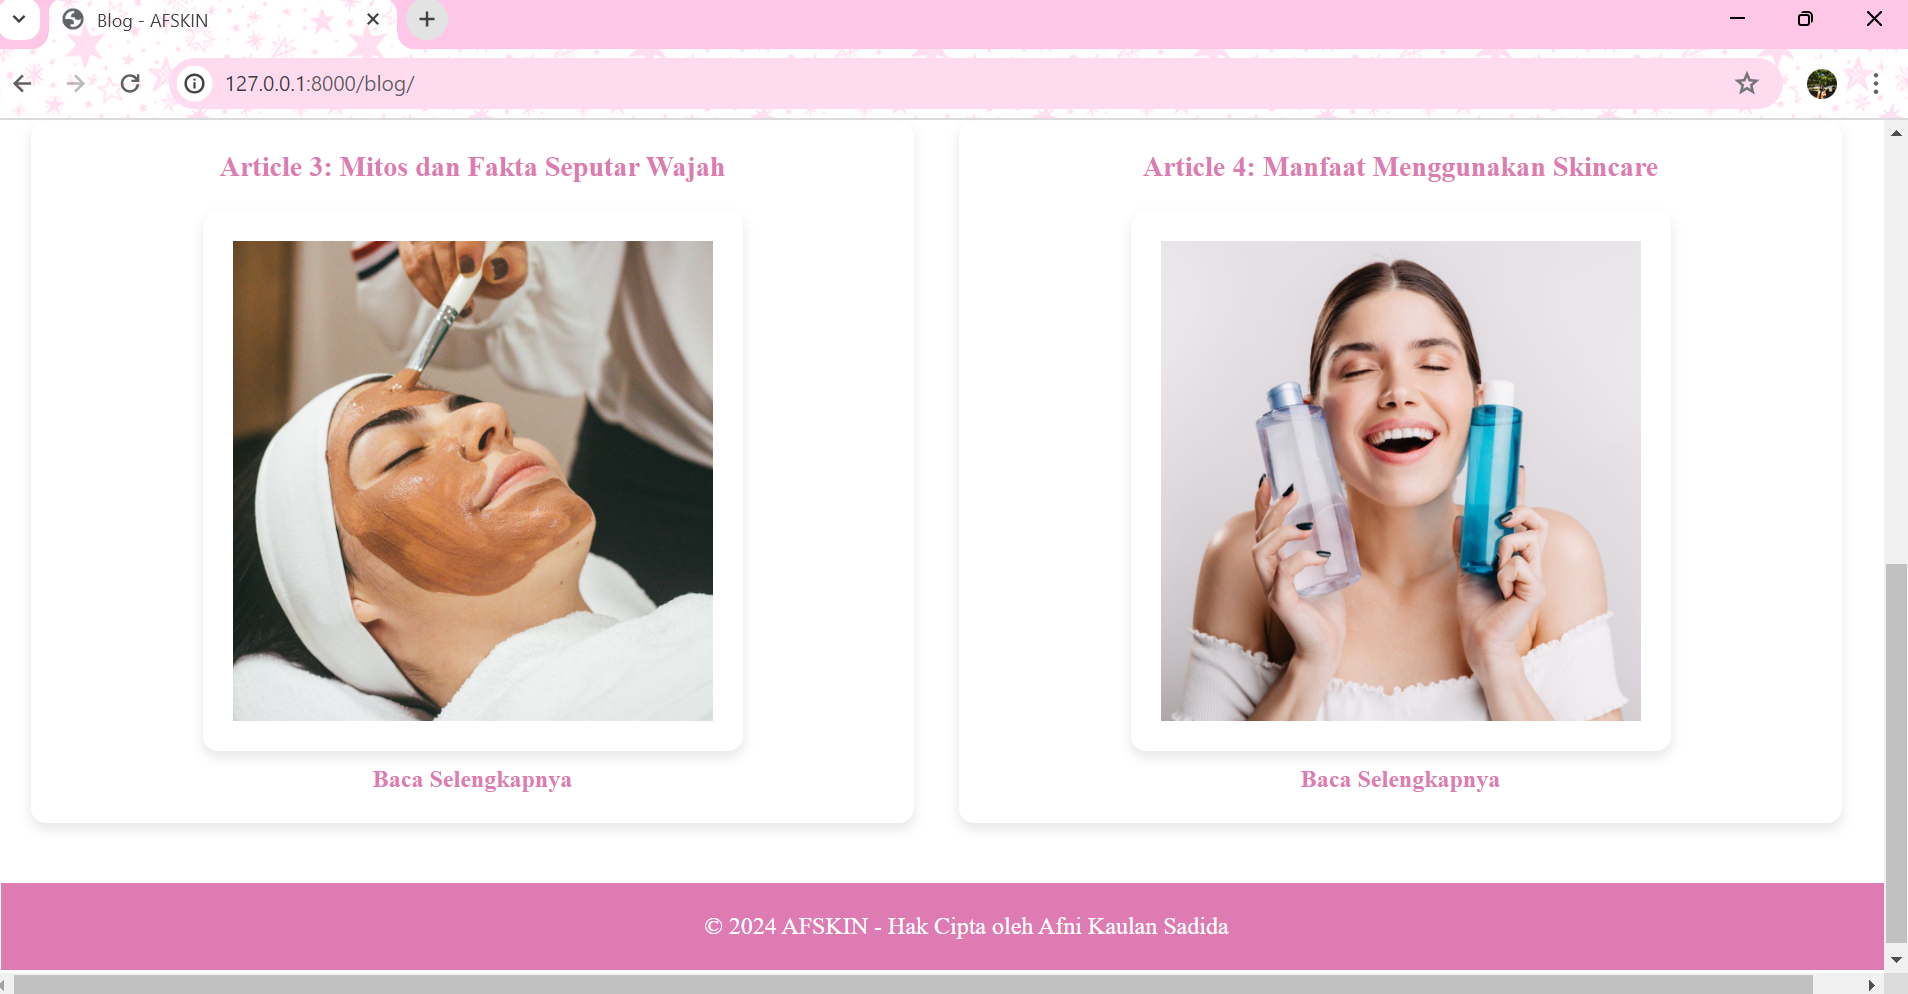 Blog - AFSKIN
127.0.0.1:8000/blog/
Article 3: Mitos dan Fakta Seputar Wajah
Baca Selengkapnya
Article 4: Manfaat Menggunakan Skincare
Baca Selengkapnya
© 2024 AFSKIN - Hak Cipta oleh Afni Kaulan Sadida